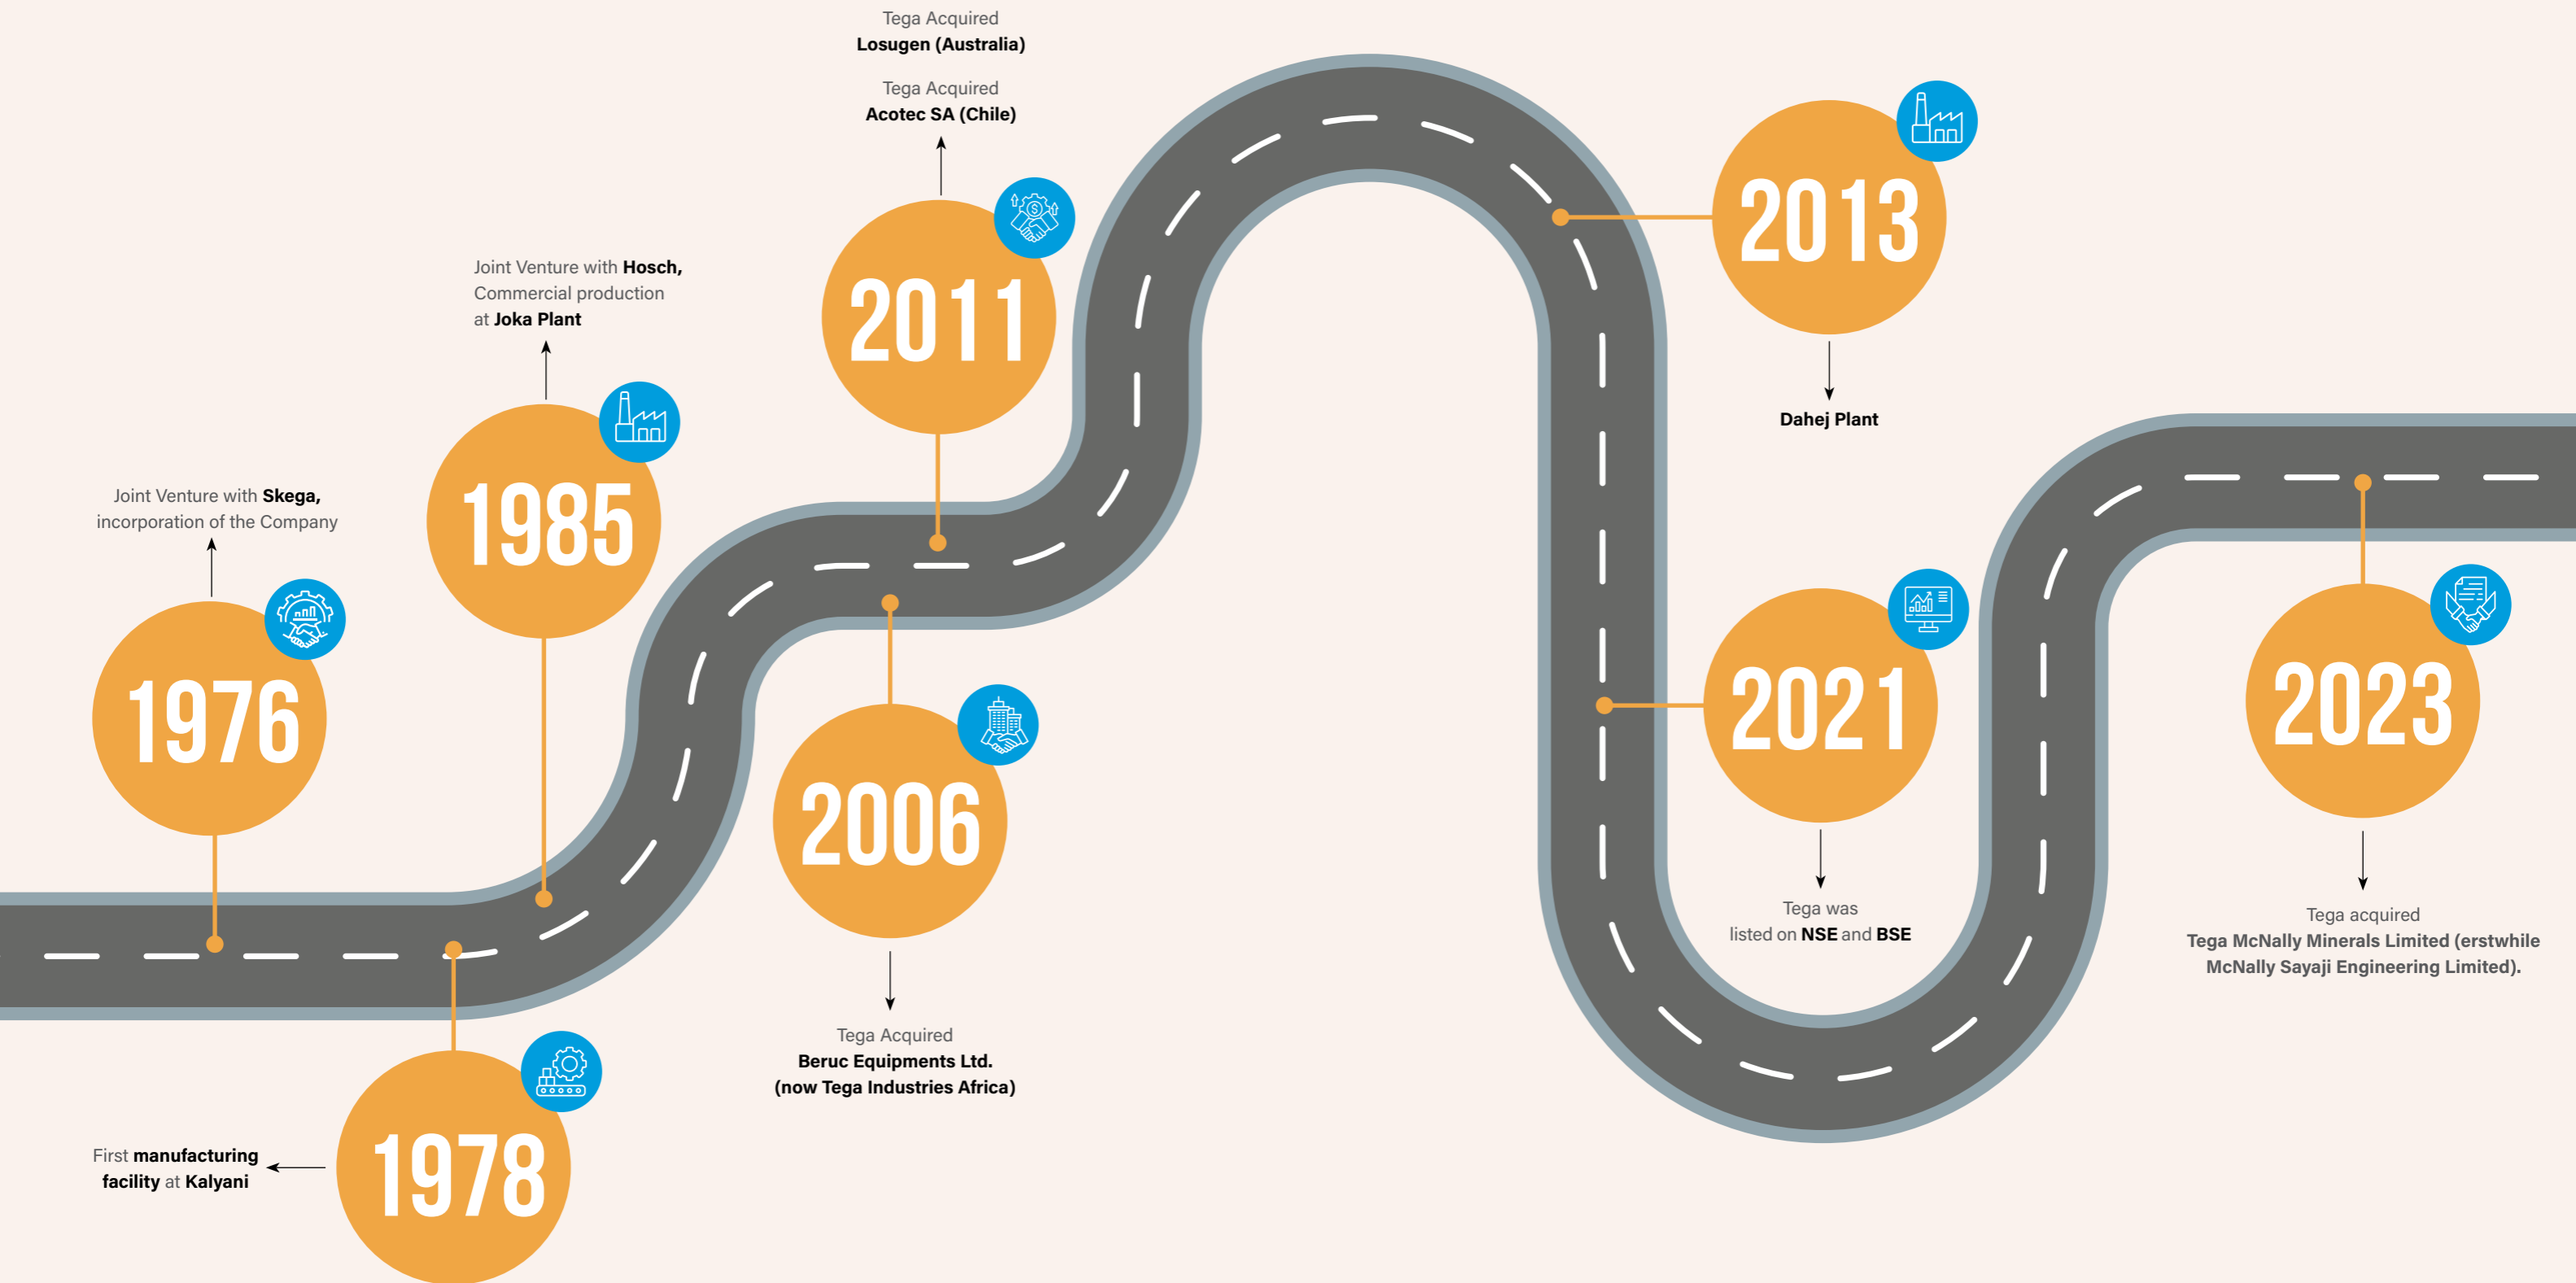 Joint Venture with Skega,
incorporation of the Company
1976
First manufacturing
facility at Kalyani
1978
Joint Venture with Hosch,
Commercial production
at Joka Plant
1985
2006
Tega Acquired
Beruc Equipments Ltd.
(now Tega Industries Africa)
Tega Acquired
Losugen (Australia)
Tega Acquired
Acotec SA (Chile)
2011
2013
Dahej Plant
2021
Tega was
listed on NSE and BSE
2023
Tega acquired
Tega McNally Minerals Limited (erstwhile
McNally Sayaji Engineering Limited).